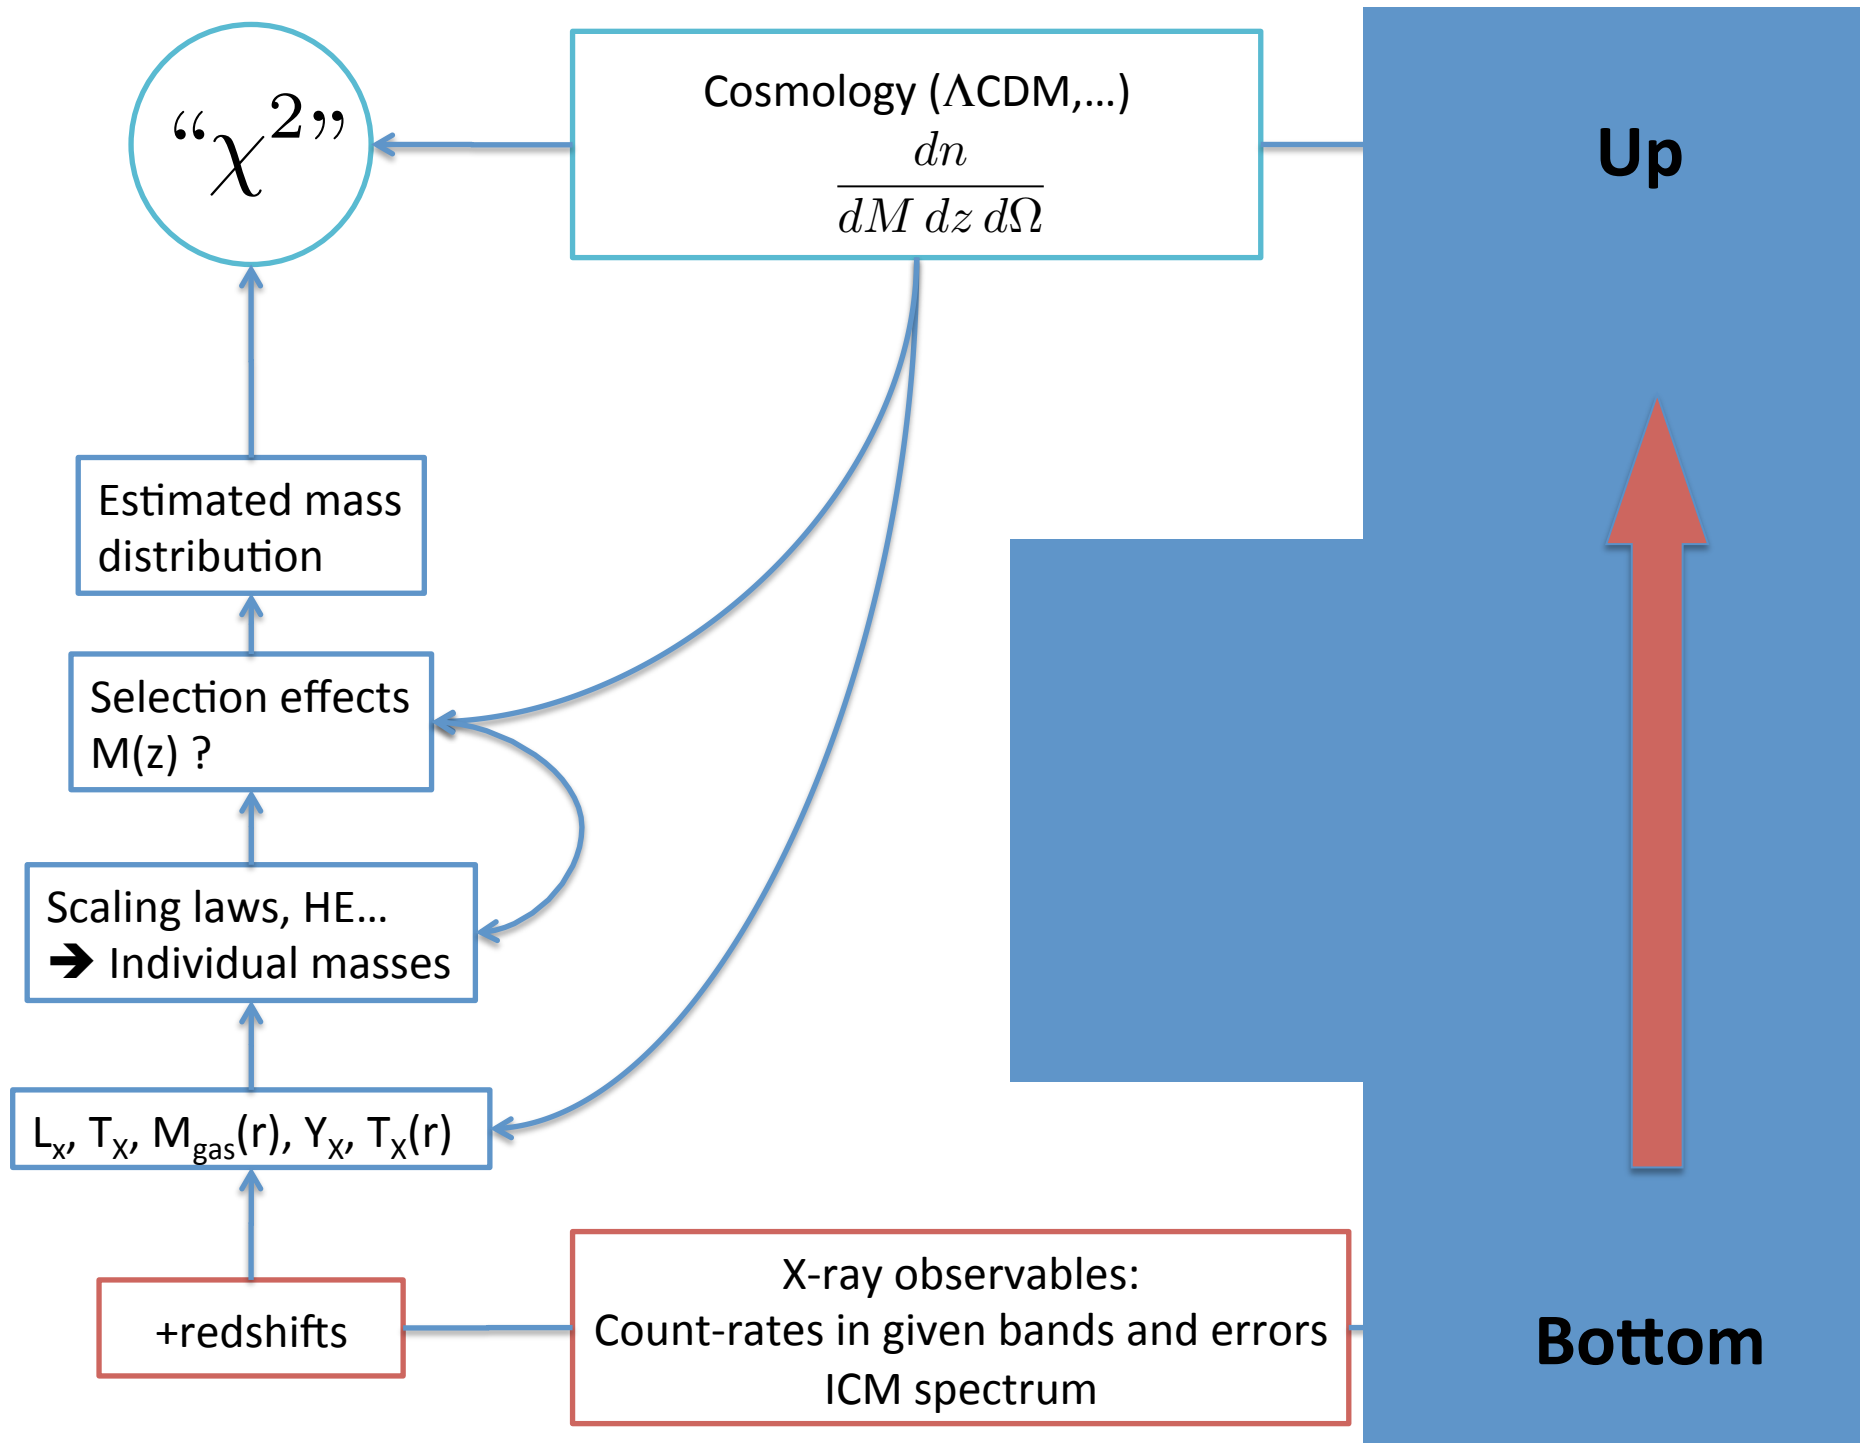 “χ²”
Cosmology (ΛCDM,…)
dn
dM dz dΩ
Up
Estimated mass
distribution
Selection effects
M(z) ?
Scaling laws, HE…
➔ Individual masses
Lx, TX, Mgas(r), YX, TX(r)
+redshifts
X-ray observables:
Count-rates in given bands and errors
ICM spectrum
Bottom